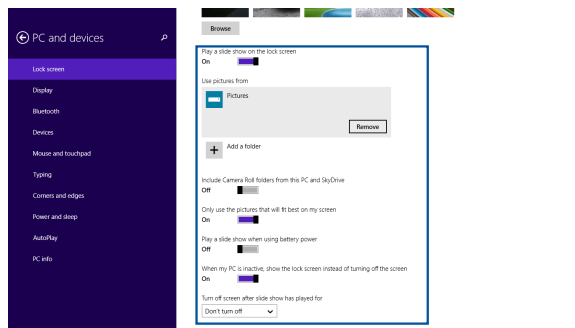 PC and devices
Lock screen
Display
Bluetooth
Devices
Mouse and touchpad
Typing
Corners and edges
Power and sleep
AutoPlay
PC info
Browse
Play a slide show on the lock screen
On
Use pictures from
Pictures
Remove
Add a folder
Include Camera Roll folders from this PC and SkyDrive
Off
Only use the pictures that will fit best on my screen
On
Play a slide show when using battery power
Off
When my PC is inactive, show the lock screen instead of turning off the screen
On
Turn off screen after slide show has played for
Don't turn off